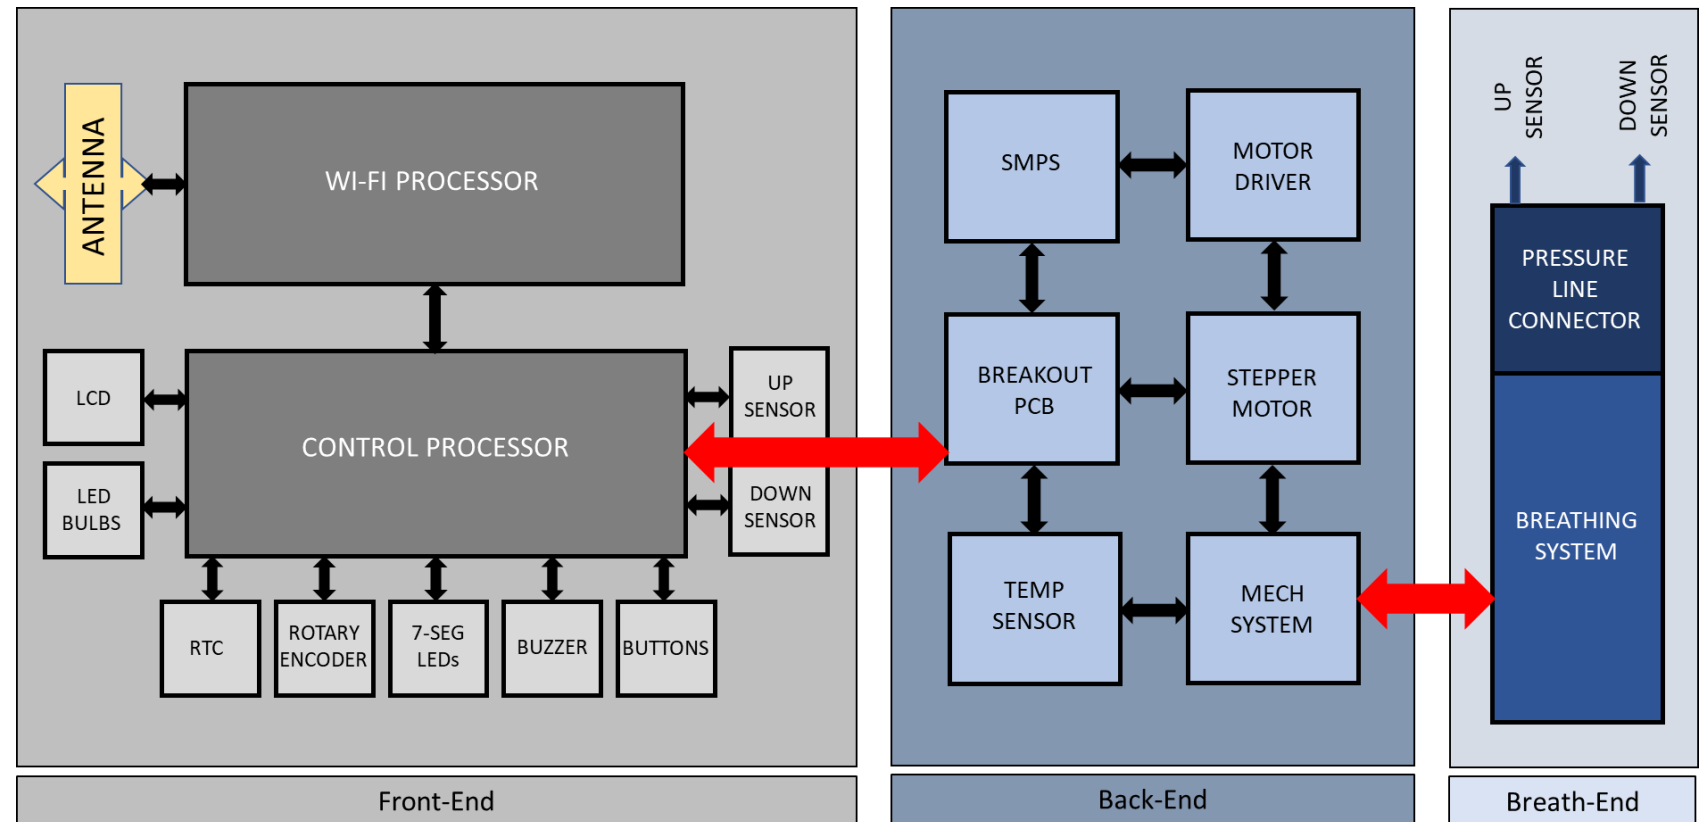 ANTENNA
WI-FI PROCESSOR
LCD
LED
BULBS
CONTROL PROCESSOR
UP
SENSOR
DOWN
SENSOR
RTC
ROTARY
ENCODER
7-SEG
LEDs
BUZZER
BUTTONS
Front-End
SMPS
MOTOR
DRIVER
BREAKOUT
PCB
STEPPER
MOTOR
TEMP
SENSOR
MECH
SYSTEM
Back-End
UP
SENSOR
DOWN
SENSOR
PRESSURE
LINE
CONNECTOR
BREATHING
SYSTEM
Breath-End